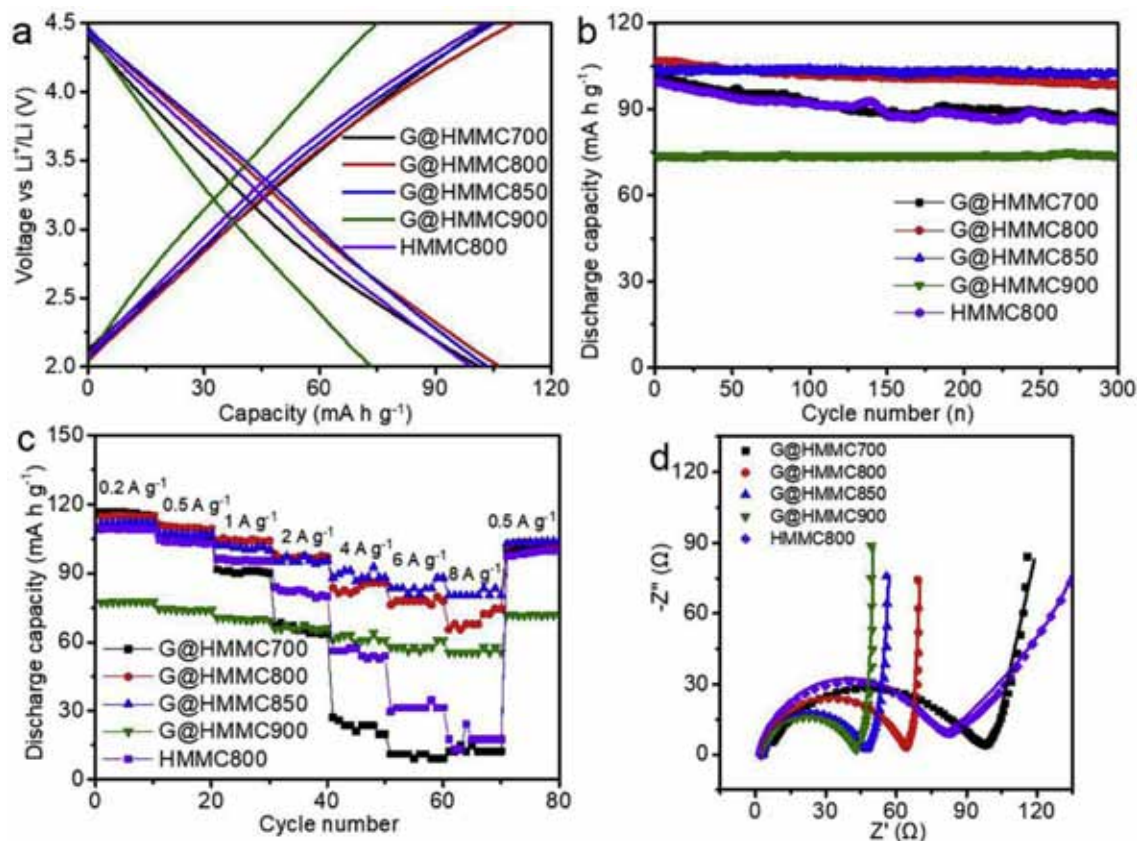 a
4.5
4.0
3.5
3.0
2.5
2.0
Voltage vs Li⁺/Li (V)
G@HMMC700
G@HMMC800
G@HMMC850
G@HMMC900
HMMC800
0 30 60 90 120
Capacity (mA h g⁻¹)
b
120
90
60
30
0
Discharge capacity (mA h g⁻¹)
G@HMMC700
G@HMMC800
G@HMMC850
G@HMMC900
HMMC800
0 50 100 150 200 250 300
Cycle number (n)
c
150
120
90
60
30
0
Discharge capacity (mA h g⁻¹)
0.2 A g⁻¹
0.5 A g⁻¹
1 A g⁻¹
2 A g⁻¹
4 A g⁻¹
6 A g⁻¹
8 A g⁻¹
0.5 A g⁻¹
G@HMMC700
G@HMMC800
G@HMMC850
G@HMMC900
HMMC800
0 20 40 60 80
Cycle number
d
120
90
60
30
0
-Z" (Ω)
G@HMMC700
G@HMMC800
G@HMMC850
G@HMMC900
HMMC800
0 30 60 90 120
Z' (Ω)